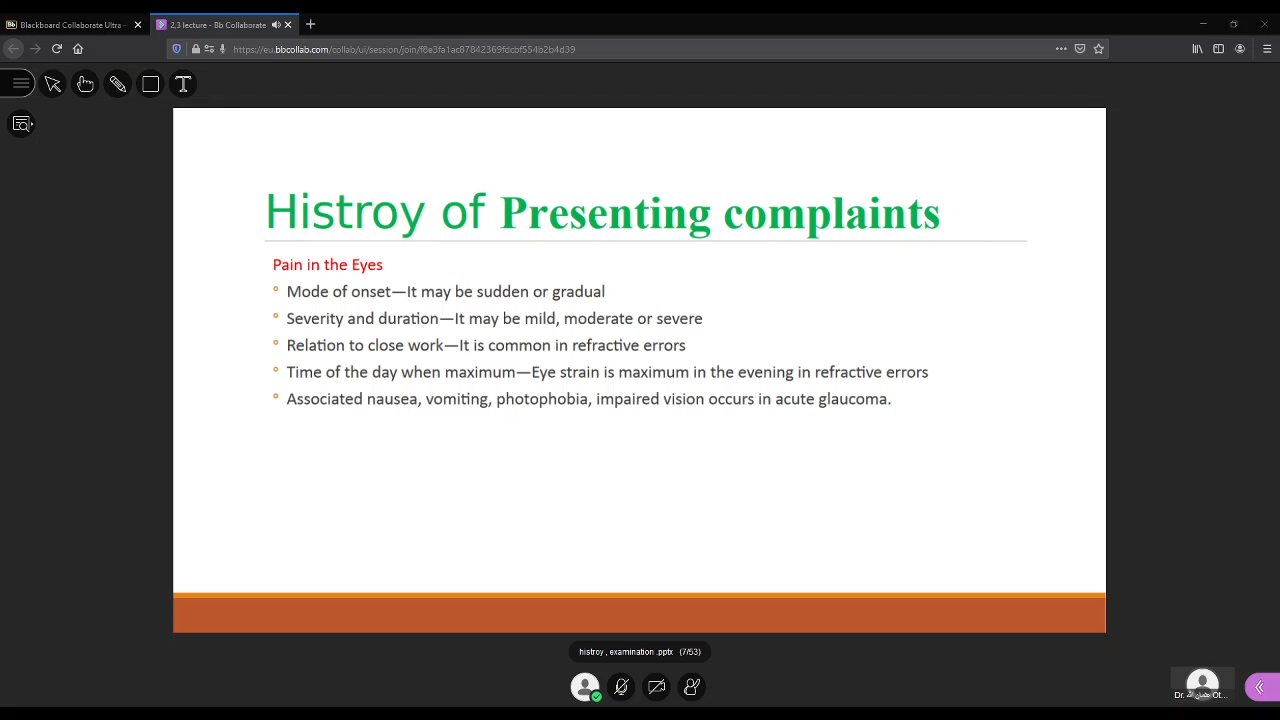 Blackboard Collaborate Ultra –
2,3 lecture - Bb Collaborate
https://eu.bbcollab.com/collab/ui/session/join/
Histroy of Presenting complaints
Pain in the Eyes
° Mode of onset—It may be sudden or gradual
° Severity and duration—It may be mild, moderate or severe
° Relation to close work—It is common in refractive errors
° Time of the day when maximum—Eye strain is maximum in the evening in refractive errors
° Associated nausea, vomiting, photophobia, impaired vision occurs in acute glaucoma.
histroy , examination .pptx (7/53)
Dr.